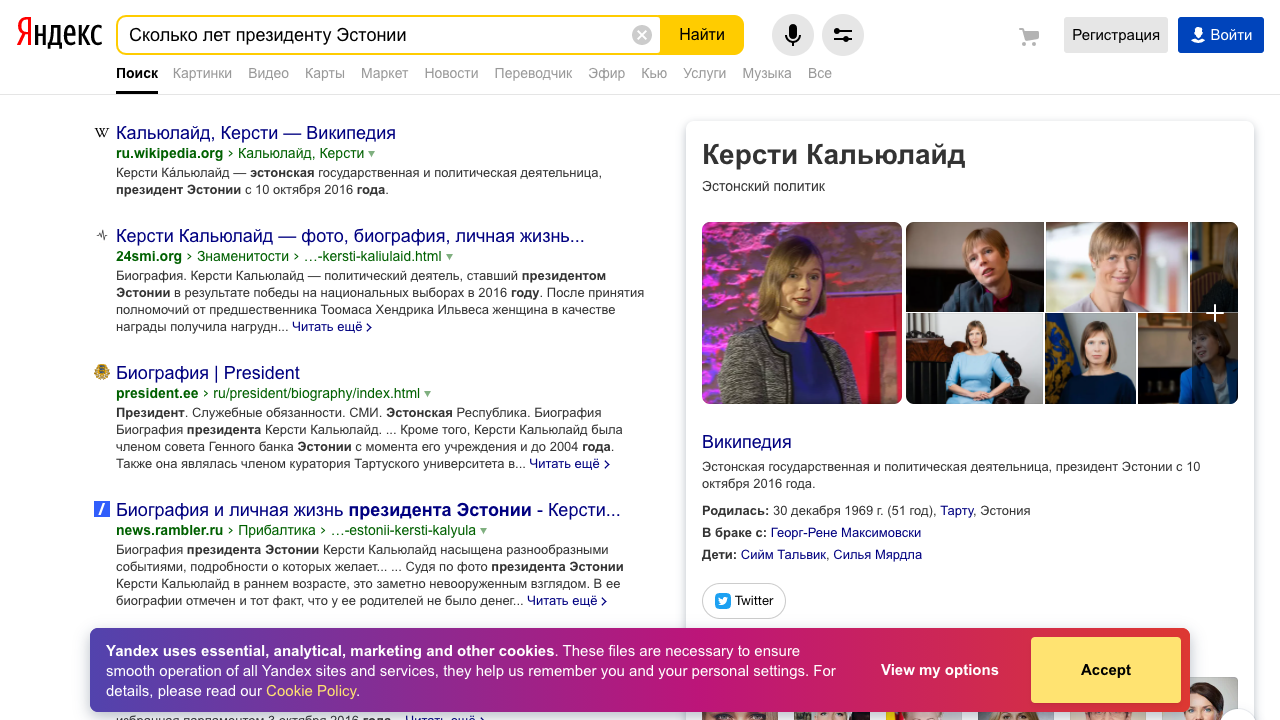 Яндекс
Сколько лет президенту Эстонии
Найти
Регистрация
Войти
Поиск Картинки Видео Карты Маркет Новости Переводчик Эфир Кью Услуги Музыка Все
Кальюлайд, Керсти — Википедия
ru.wikipedia.org › Кальюлайд, Керсти
Керсти Ка́льюлайд — эстонская государственная и политическая деятельница,
президент Эстонии с 10 октября 2016 года.
Керсти Кальюлайд — фото, биография, личная жизнь...
24smi.org › Знаменитости › …-kersti-kaliulaid.html
Биография. Керсти Кальюлайд — политический деятель, ставший президентом
Эстонии в результате победы на национальных выборах в 2016 году. После принятия
полномочий от предшественника Тоомаса Хендрика Ильвеса женщина в качестве
награды получила нагрудн... Читать ещё ›
Биография | President
president.ee › ru/president/biography/index.html
Президент. Служебные обязанности. СМИ. Эстонская Республика. Биография
Биография президента Керсти Кальюлайд. ... Кроме того, Керсти Кальюлайд была
членом совета Генного банка Эстонии с момента его учреждения и до 2004 года.
Также она являлась членом куратория Тартуского университета в... Читать ещё ›
Биография и личная жизнь президента Эстонии - Керсти...
news.rambler.ru › Прибалтика › …-estonii-kersti-kalyula
Биография президента Эстонии Керсти Кальюлайд насыщена разнообразными
событиями, подробности о которых желает... ... Судя по фото президента Эстонии
Керсти Кальюлайд в раннем возрасте, это заметно невооруженным взглядом. В ее
биографии отмечен и тот факт, что у ее родителей не было денег... Читать ещё ›
Керсти Кальюлайд
Эстонский политик
Википедия
Эстонская государственная и политическая деятельница, президент Эстонии с 10
октября 2016 года.
Родилась: 30 декабря 1969 г. (51 год), Тарту, Эстония
В браке с: Георг-Рене Максимовски
Дети: Сийм Тальвик, Силья Мярдла
Twitter
Yandex uses essential, analytical, marketing and other cookies. These files are necessary to ensure
smooth operation of all Yandex sites and services, they help us remember you and your personal settings. For
details, please read our Cookie Policy.
View my options
Accept
избранная парламентом 3 октября 2016 года... Читать ещё ›